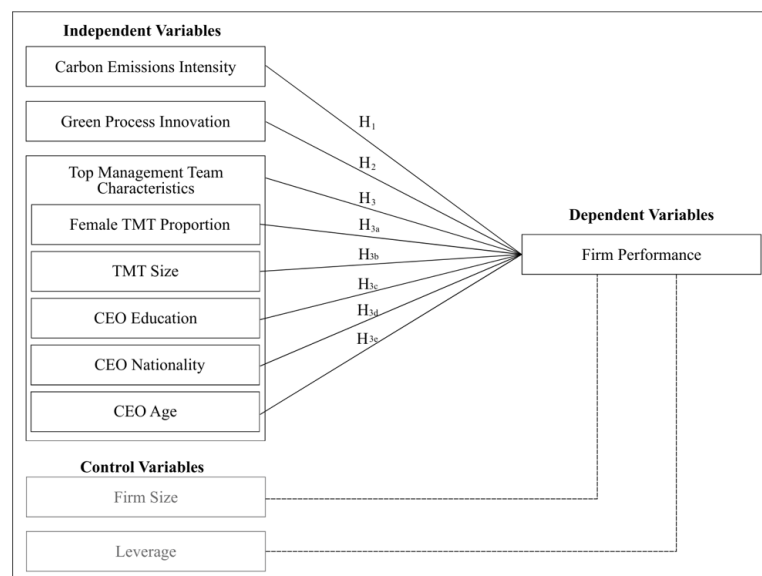 Independent Variables
Carbon Emissions Intensity
Green Process Innovation
Top Management Team
Characteristics
Female TMT Proportion
TMT Size
CEO Education
CEO Nationality
CEO Age
H1
H2
H3
H3a
H3b
H3c
H3d
H3e
Dependent Variables
Firm Performance
Control Variables
Firm Size
Leverage